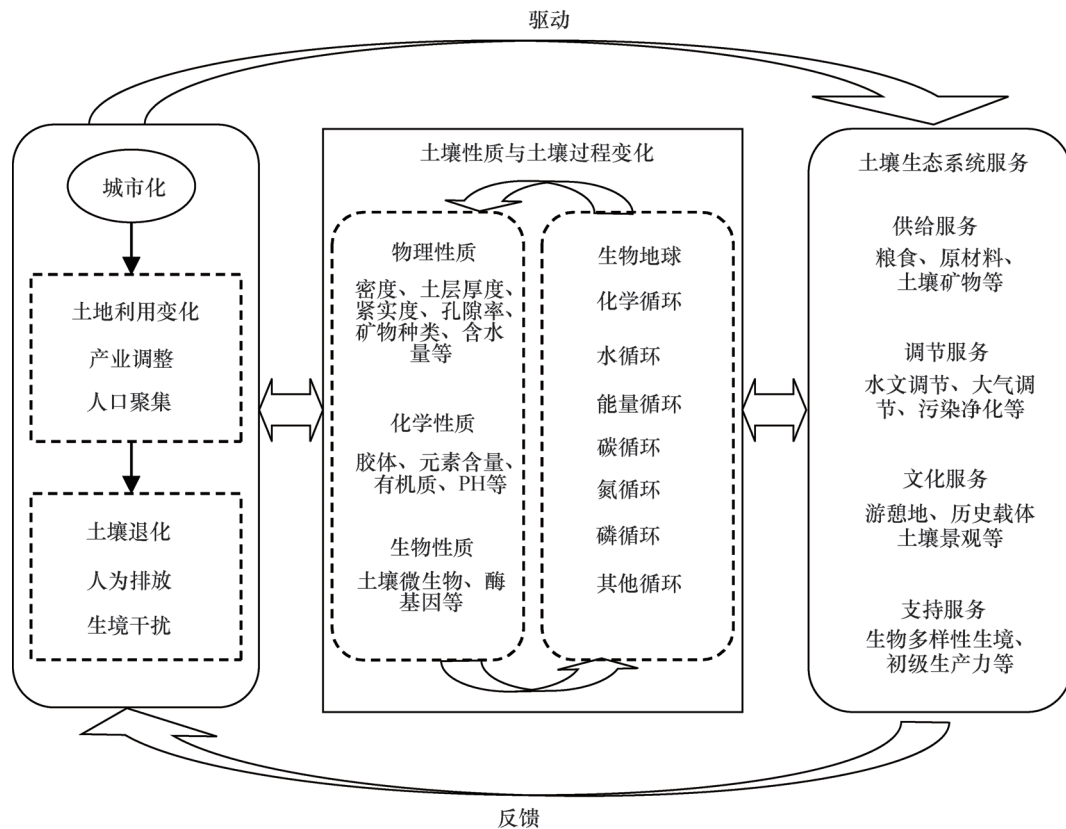 驱动
城市化
土地利用变化
产业调整
人口聚集
土壤退化
人为排放
生境干扰
土壤性质与土壤过程变化
物理性质
密度、土层厚度、
紧实度、孔隙率、
矿物种类、含水
量等
化学性质
胶体、元素含量、
有机质、PH等
生物性质
土壤微生物、酶
基因等
生物地球
化学循环
水循环
能量循环
碳循环
氮循环
磷循环
其他循环
土壤生态系统服务
供给服务
粮食、原材料、
土壤矿物等
调节服务
水文调节、大气调
节、污染净化等
文化服务
游憩地、历史载体
土壤景观等
支持服务
生物多样性生境、
初级生产力等
反馈